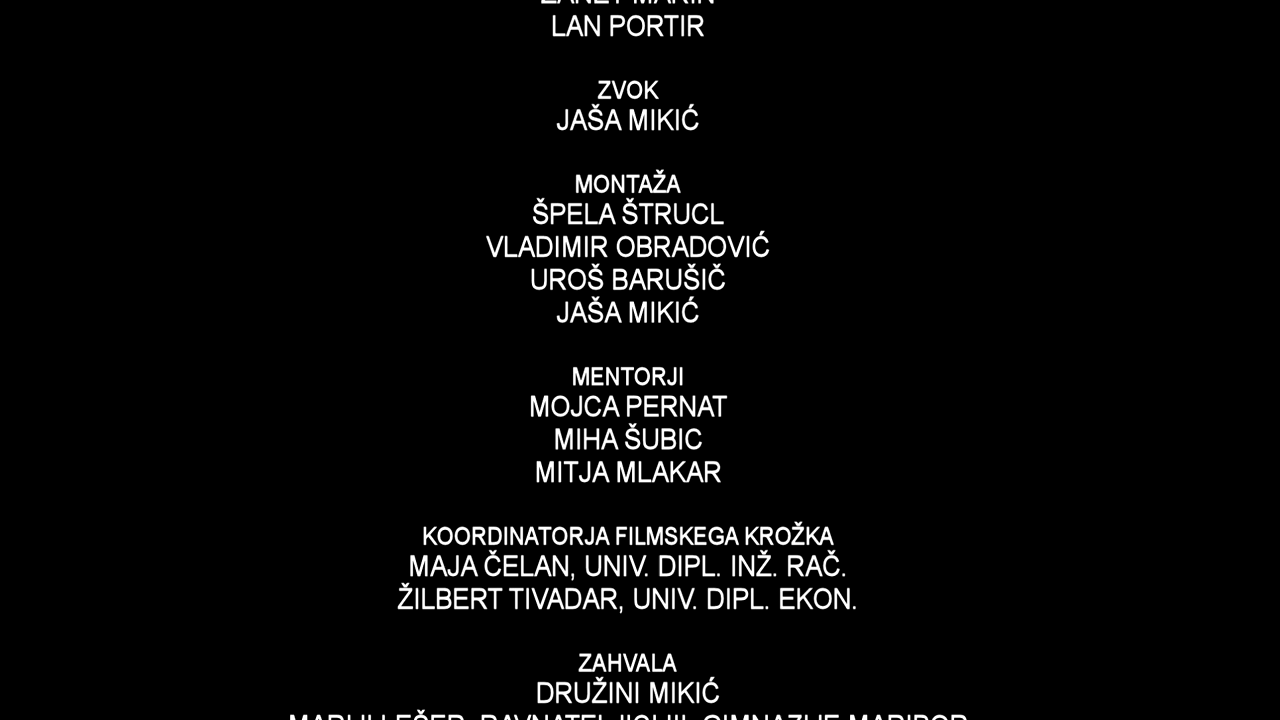 LAN PORTIR
ZVOK
JAŠA MIKIĆ
MONTAŽA
ŠPELA ŠTRUCL
VLADIMIR OBRADOVIĆ
UROŠ BARUŠIČ
JAŠA MIKIĆ
MENTORJI
MOJCA PERNAT
MIHA ŠUBIC
MITJA MLAKAR
KOORDINATORJA FILMSKEGA KROŽKA
MAJA ČELAN, UNIV. DIPL. INŽ. RAČ.
ŽILBERT TIVADAR, UNIV. DIPL. EKON.
ZAHVALA
DRUŽINI MIKIĆ